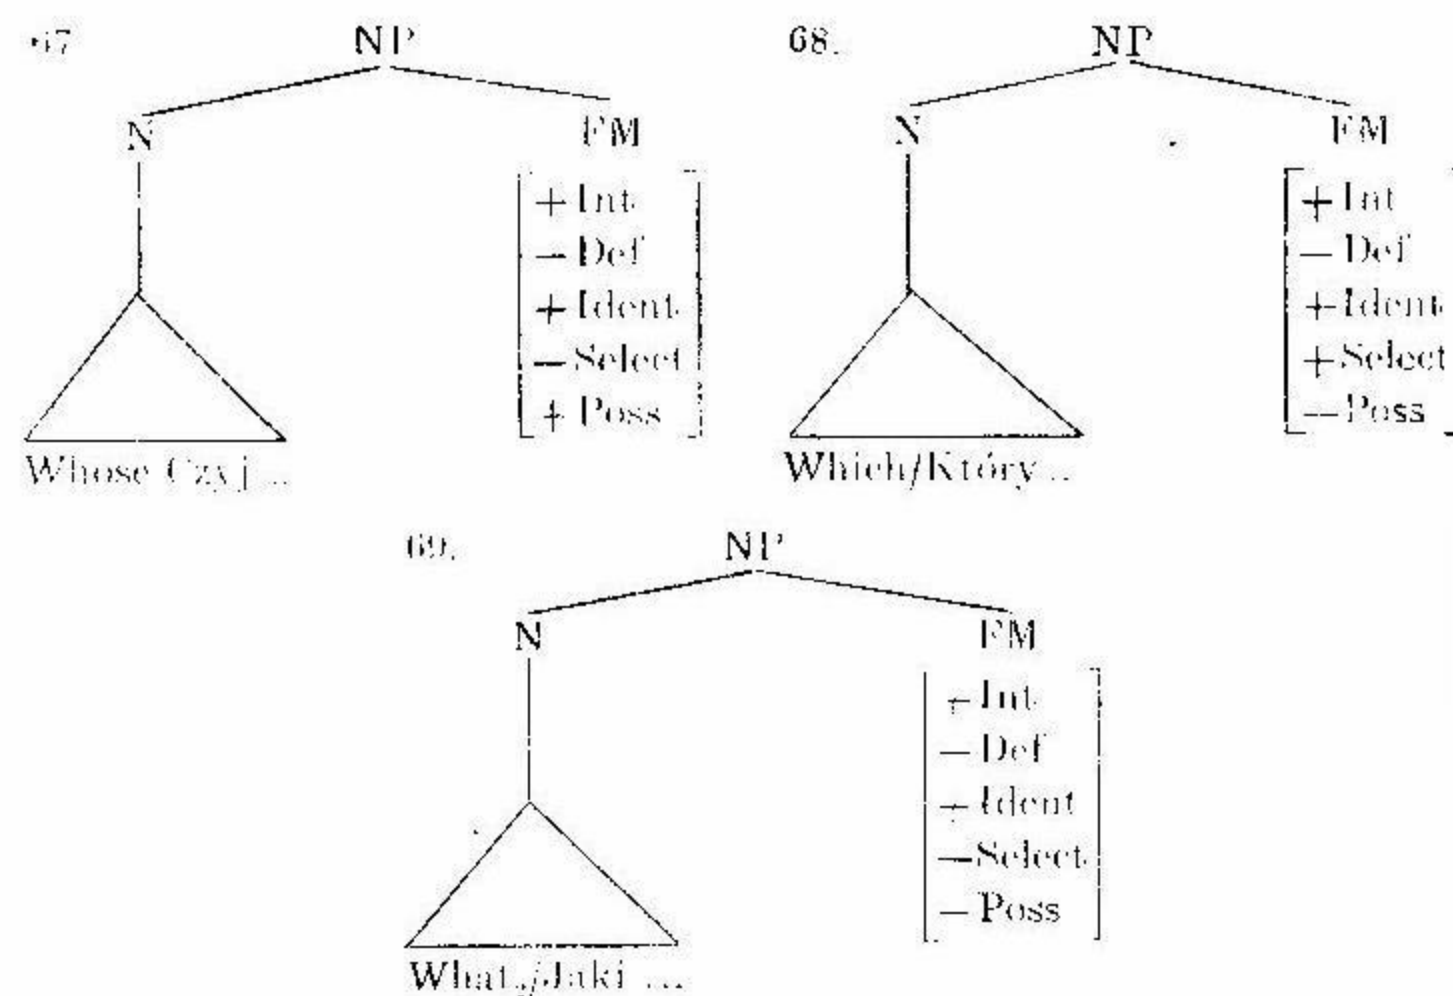 67 NP
N FM
+ Int
− Def
+ Ident
− Select
+ Poss
Whose Czyj ...
68. NP
N FM
+ Int
− Def
+ Ident
+ Select
− Poss
Which/Który ...
69. NP
N FM
+ Int
− Def
+ Ident
− Select
− Poss
What/Jaki ...